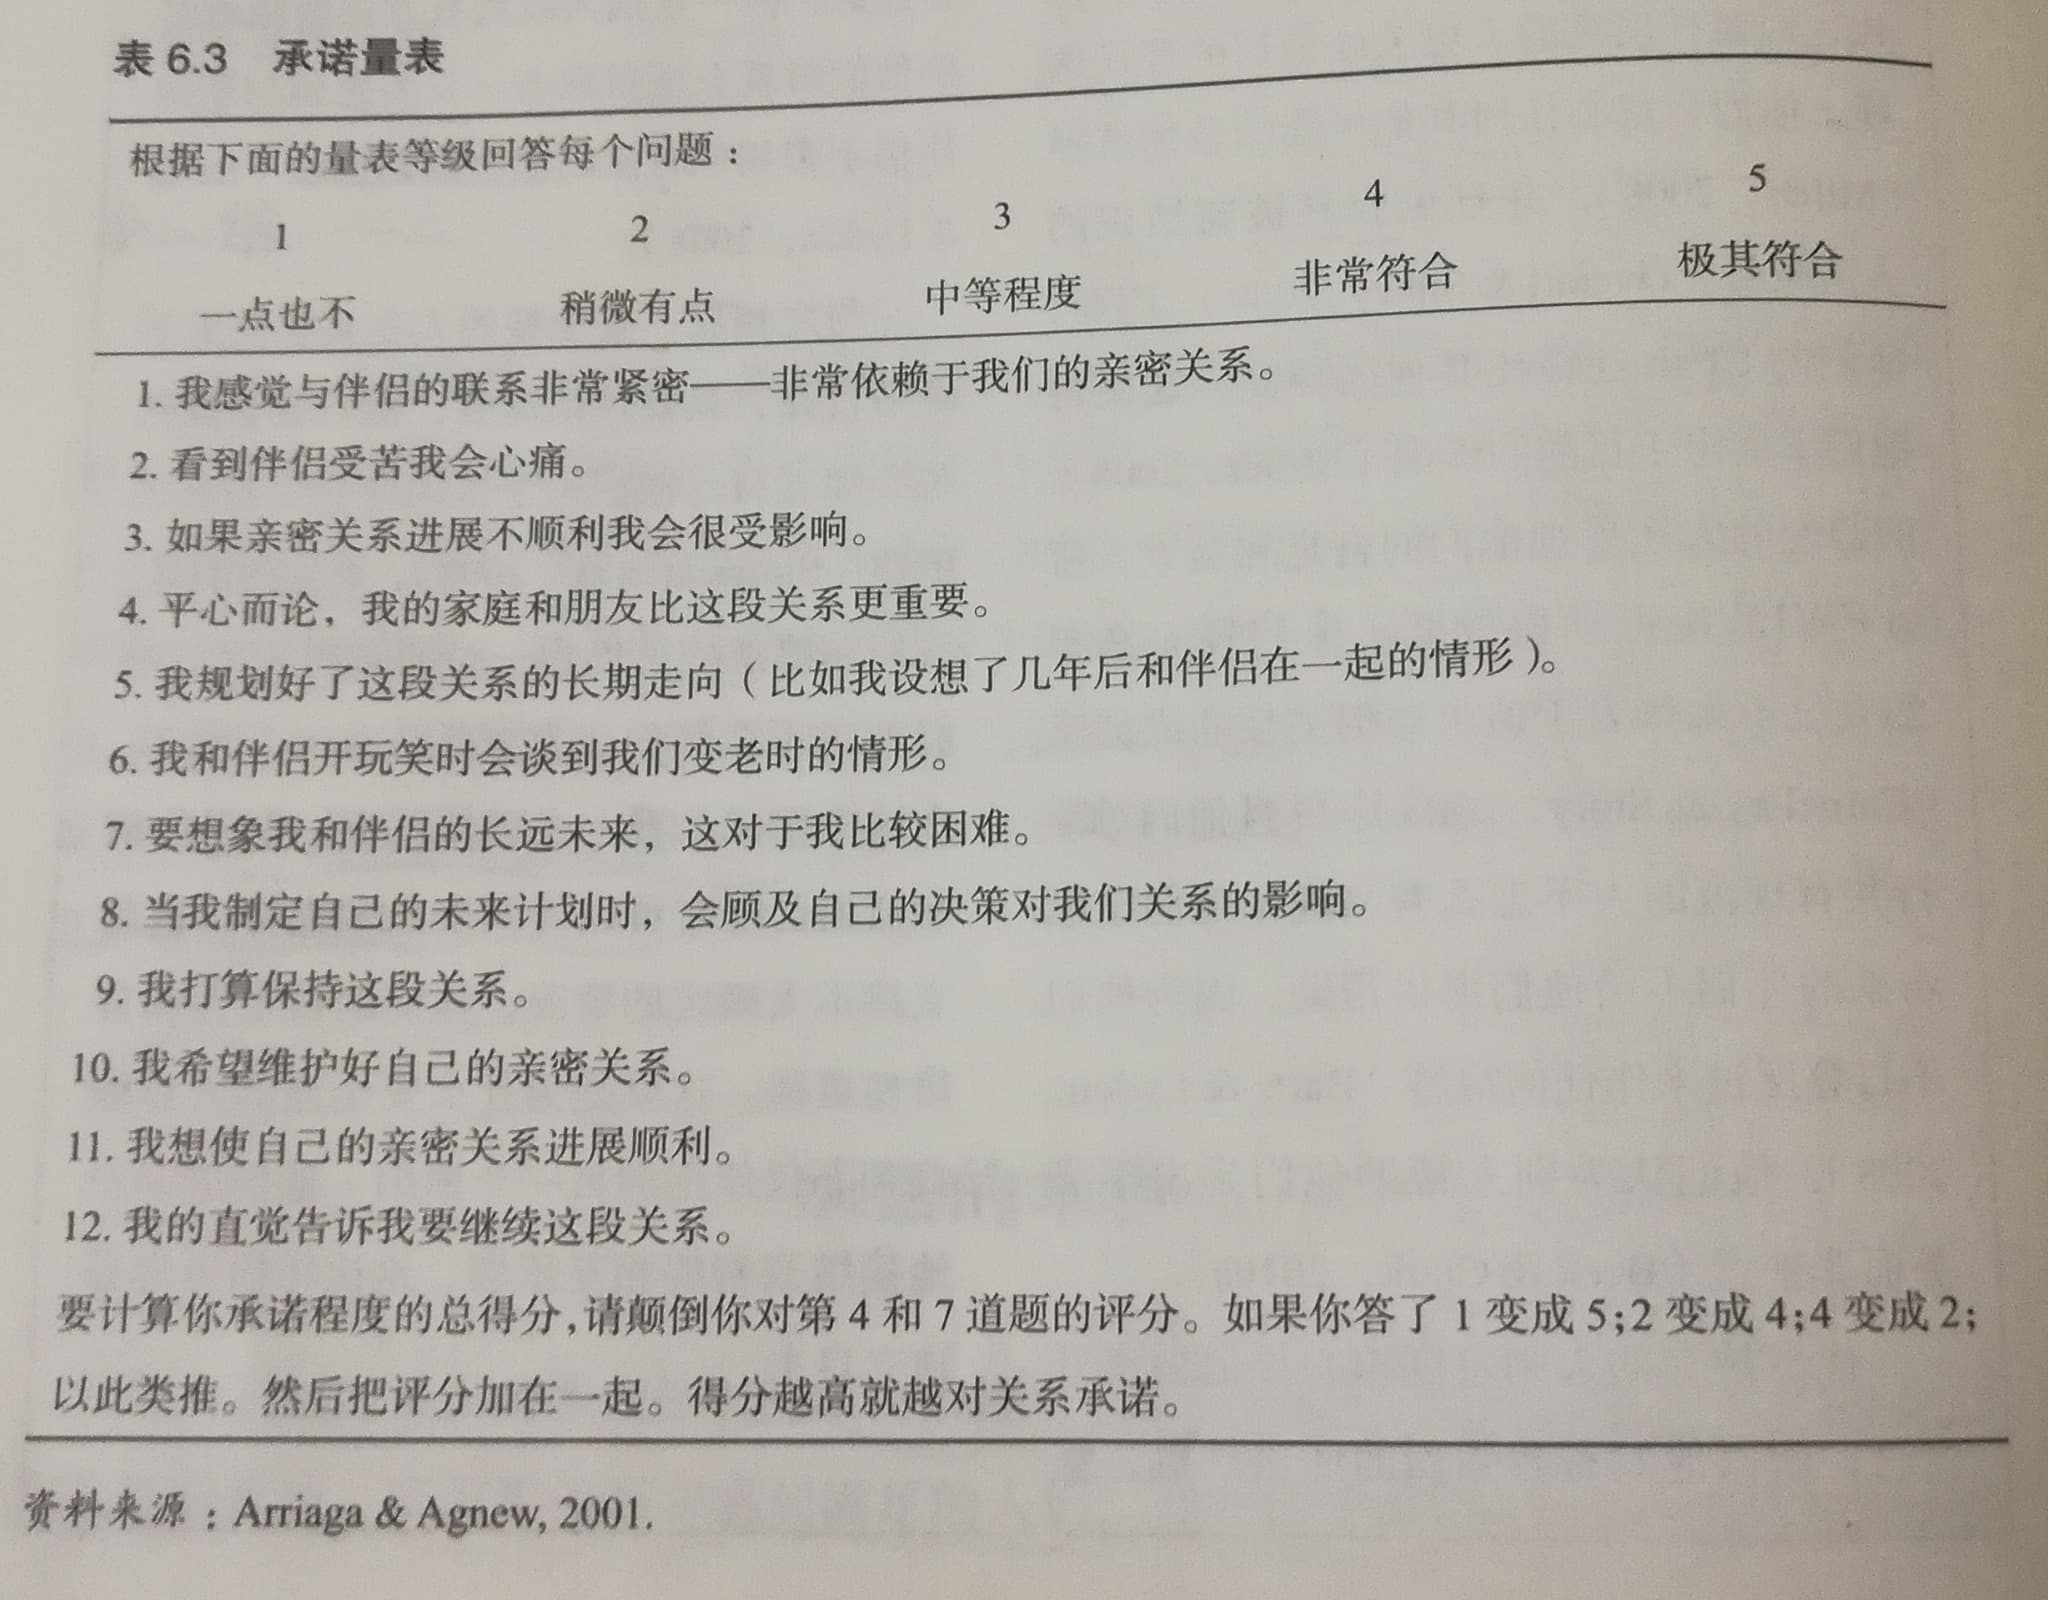 表 6.3 承诺量表
根据下面的量表等级回答每个问题：
1 2 3 4 5
一点也不 稍微有点 中等程度 非常符合 极其符合
1. 我感觉与伴侣的联系非常紧密——非常依赖于我们的亲密关系。
2. 看到伴侣受苦我会心痛。
3. 如果亲密关系进展不顺利我会很受影响。
4. 平心而论，我的家庭和朋友比这段关系更重要。
5. 我规划好了这段关系的长期走向（比如我设想了几年后和伴侣在一起的情形）。
6. 我和伴侣开玩笑时会谈到我们变老时的情形。
7. 要想象我和伴侣的长远未来，这对于我比较困难。
8. 当我制定自己的未来计划时，会顾及自己的决策对我们关系的影响。
9. 我打算保持这段关系。
10. 我希望维护好自己的亲密关系。
11. 我想使自己的亲密关系进展顺利。
12. 我的直觉告诉我要继续这段关系。
要计算你承诺程度的总得分,请颠倒你对第 4 和 7 道题的评分。如果你答了 1 变成 5;2 变成 4;4 变成 2;
以此类推。然后把评分加在一起。得分越高就越对关系承诺。
资料来源：Arriaga & Agnew, 2001.